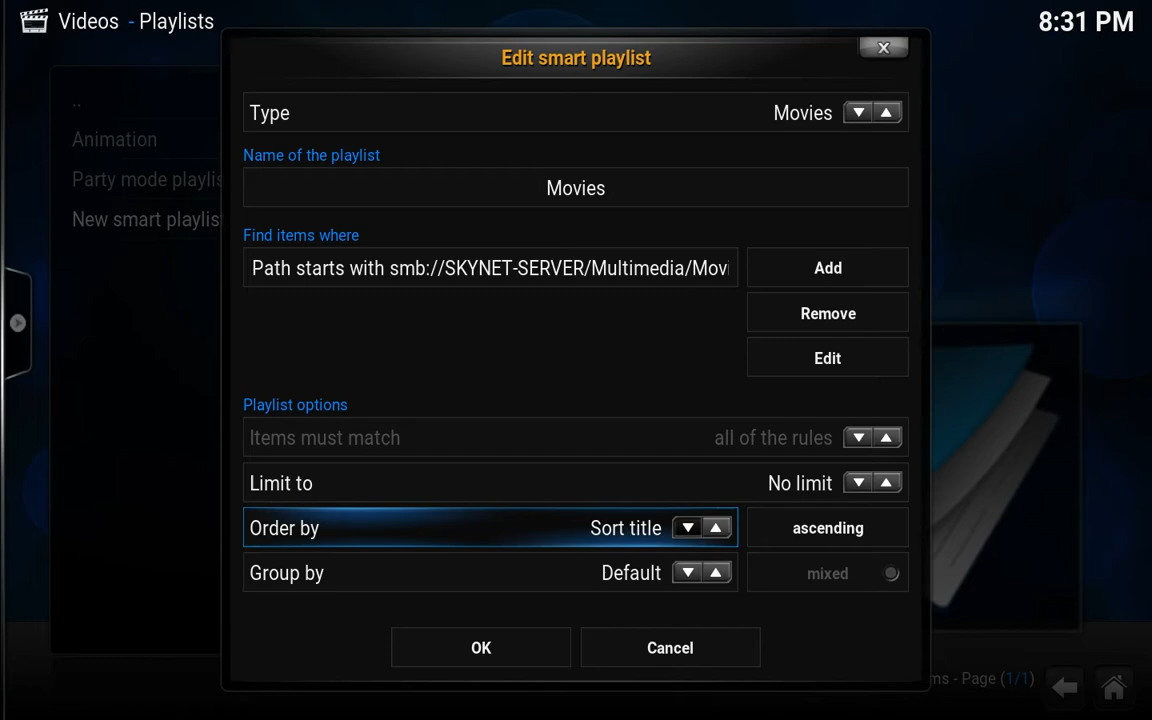 Videos - Playlists
8:31 PM
Edit smart playlist
X
..
Animation
Party mode playlis
New smart playlist
Type Movies
Name of the playlist
Movies
Find items where
Path starts with smb://SKYNET-SERVER/Multimedia/Movi
Add
Remove
Edit
Playlist options
Items must match all of the rules
Limit to No limit
Order by Sort title ascending
Group by Default mixed
OK Cancel
ms - Page (1/1)